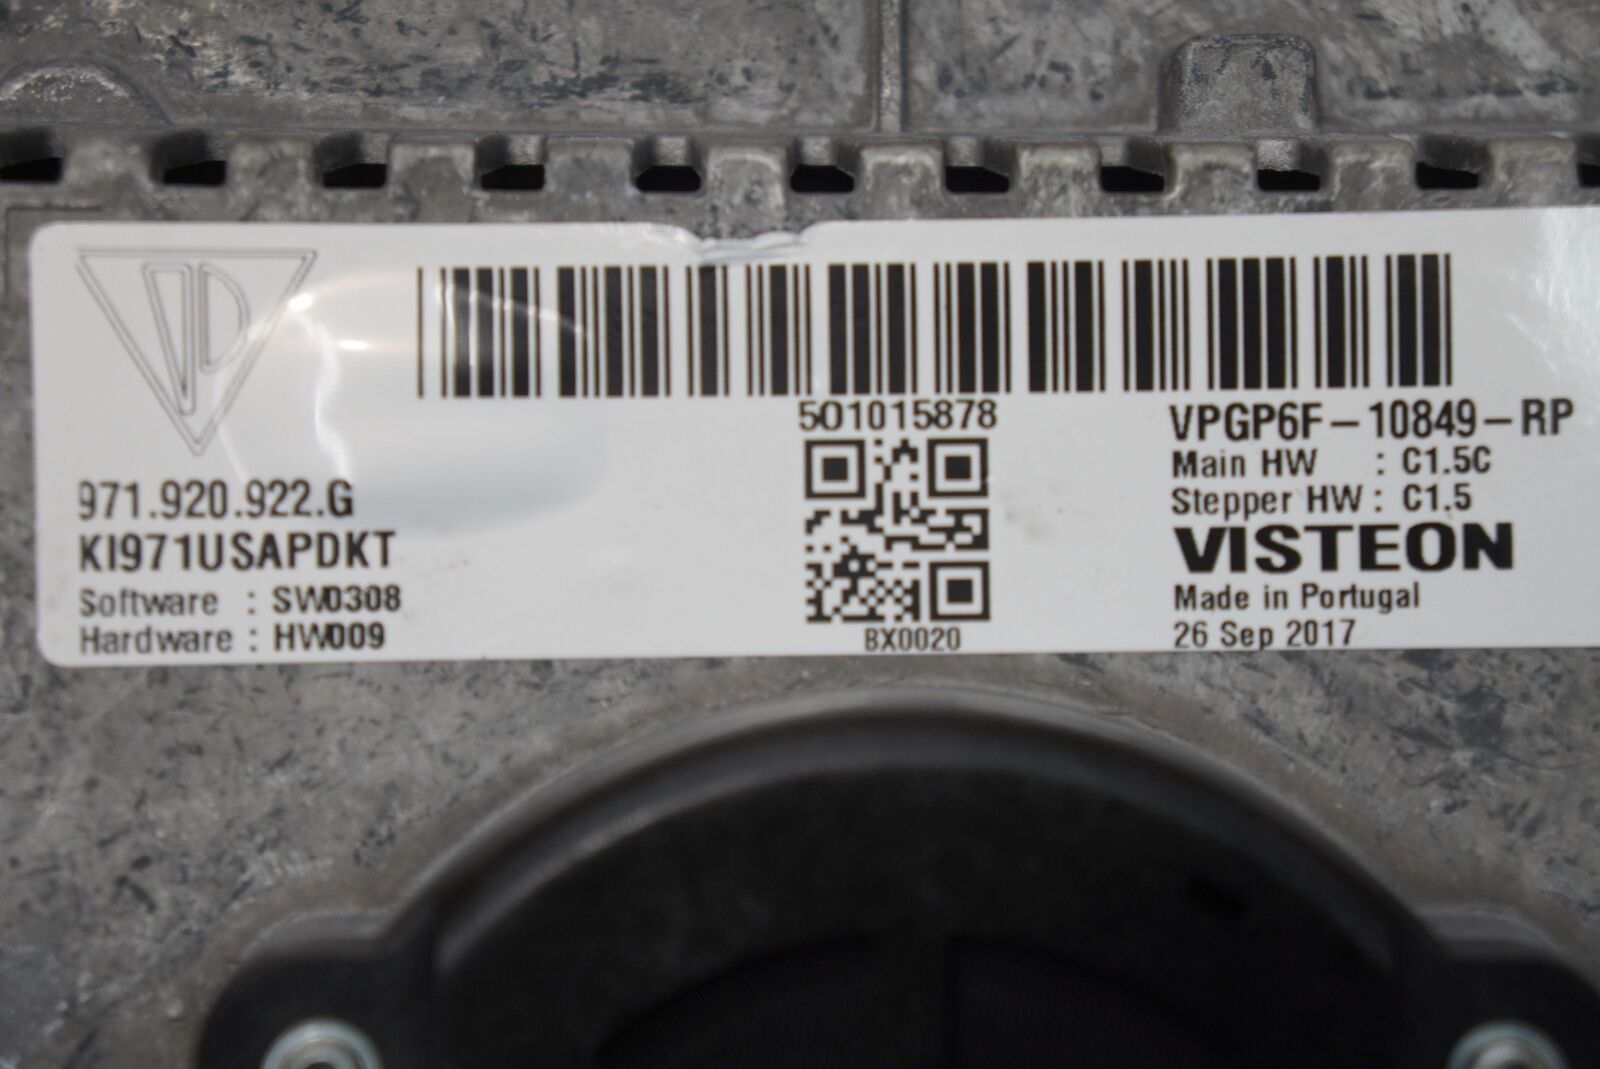 971.920.922.G
KI971USAPDKT
Software : SW0308
Hardware : HW009
501015878
BX0020
VPGP6F-10849-RP
Main HW : C1.5C
Stepper HW : C1.5
VISTEON
Made in Portugal
26 Sep 2017